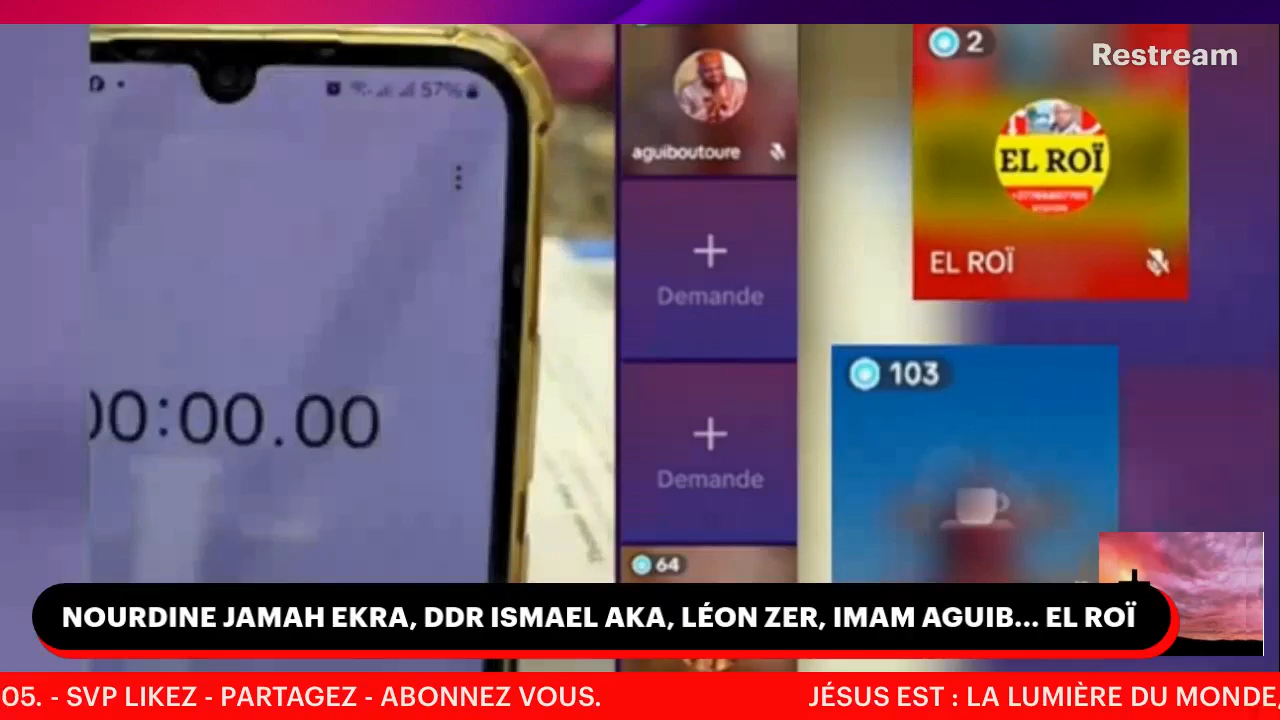 Restream
57%
2
EL ROÏ
aguiboutoure
EL ROÏ
Demande
103
00:00.00
Demande
64
NOURDINE JAMAH EKRA, DDR ISMAEL AKA, LÉON ZER, IMAM AGUIB... EL ROÏ
05. - SVP LIKEZ - PARTAGEZ - ABONNEZ VOUS.
JÉSUS EST : LA LUMIÈRE DU MONDE,